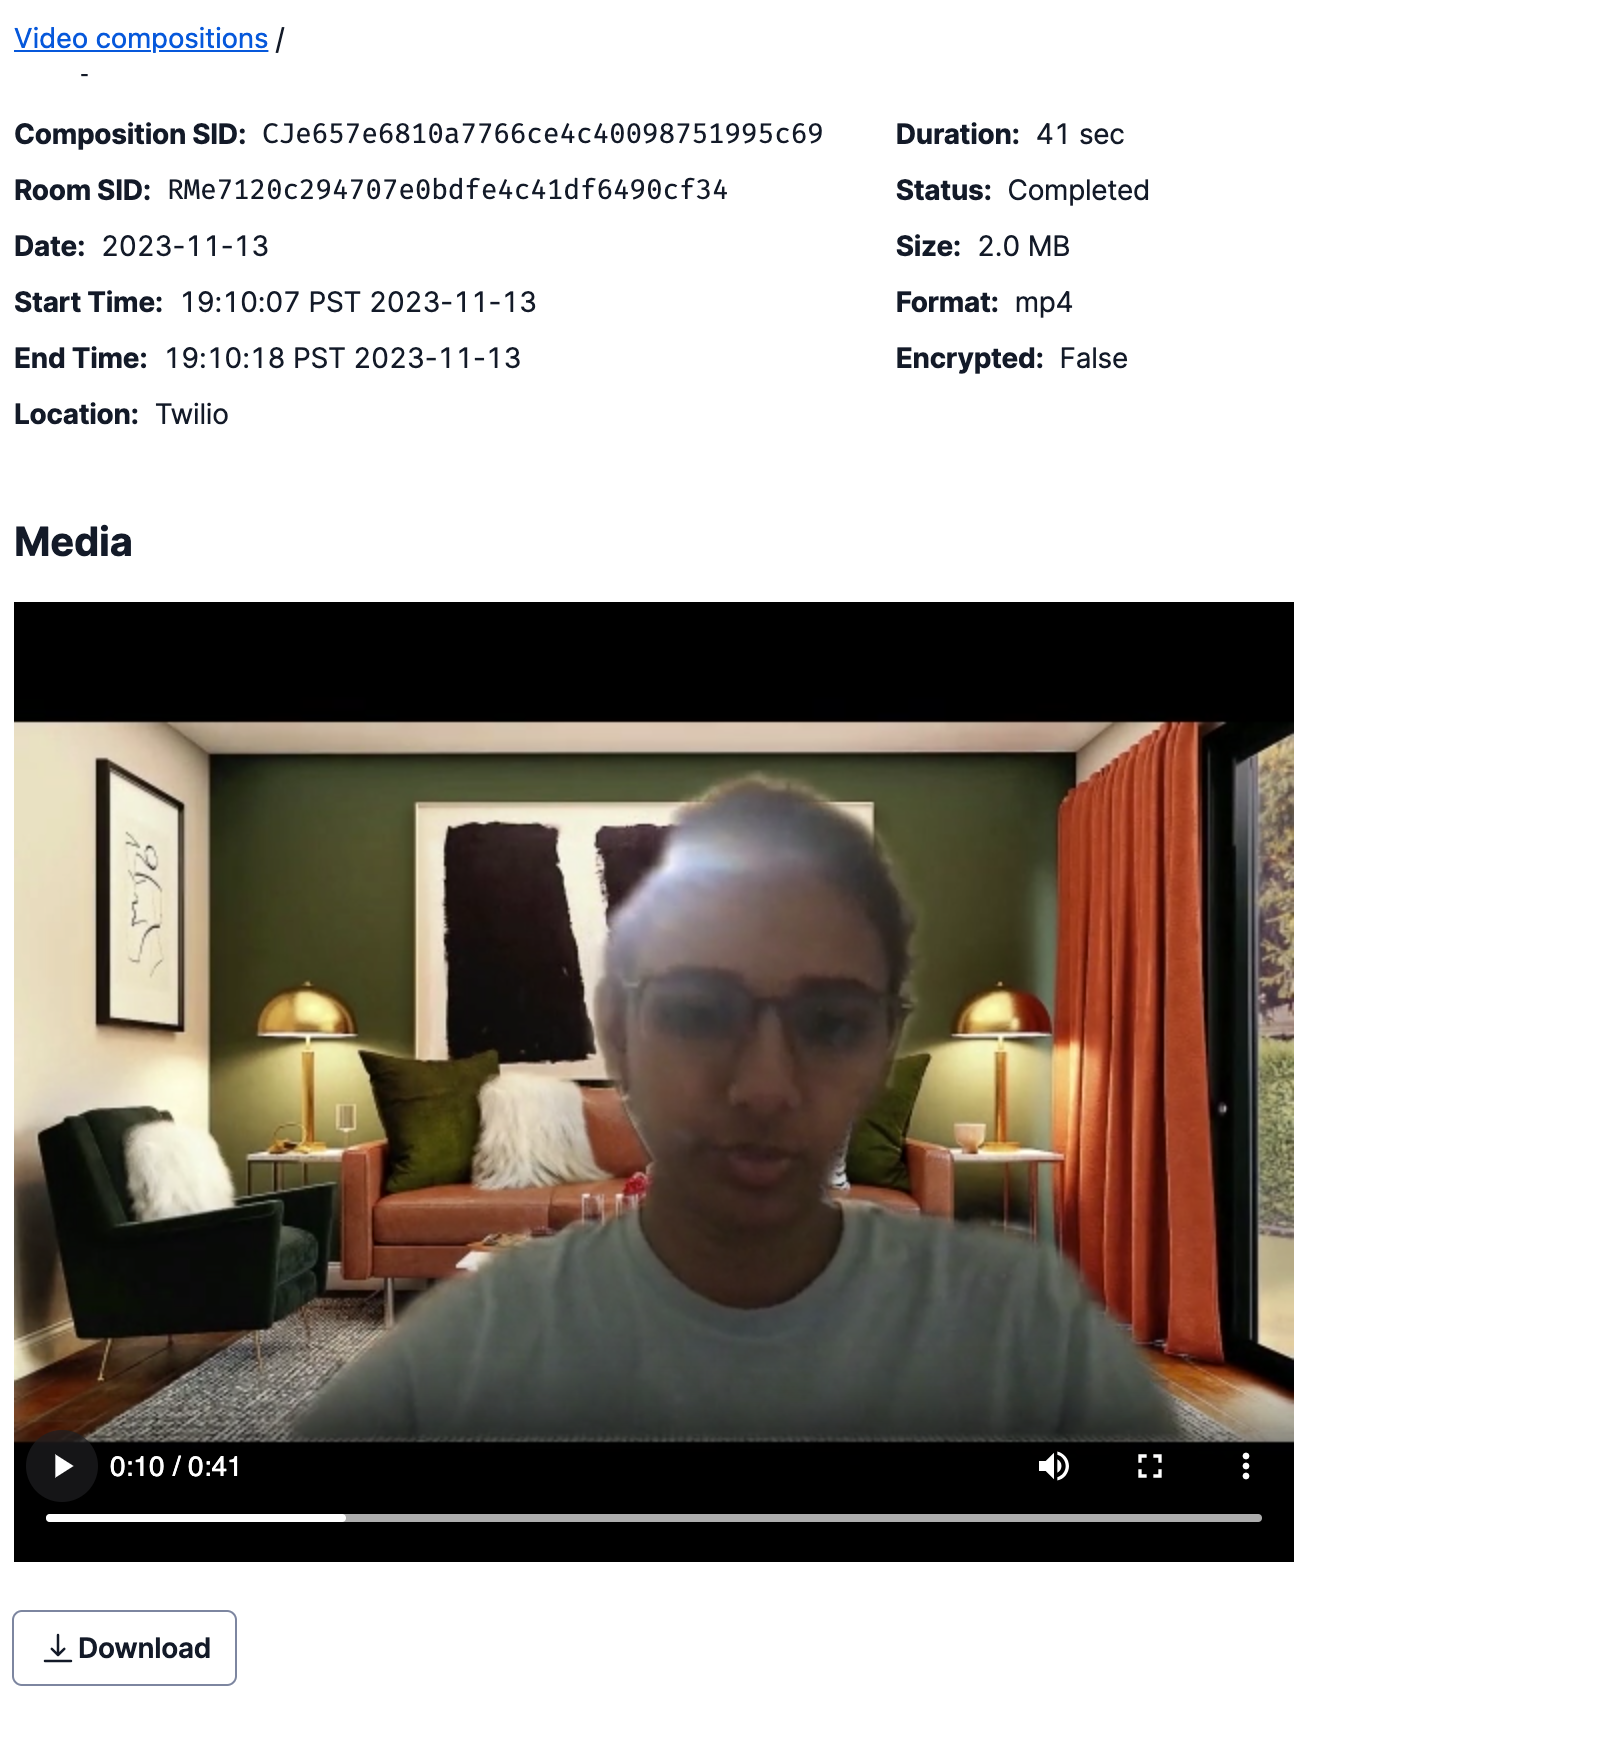 Video compositions /
-
Composition SID: CJe657e6810a7766ce4c40098751995c69
Room SID: RMe7120c294707e0bdfe4c41df6490cf34
Date: 2023-11-13
Start Time: 19:10:07 PST 2023-11-13
End Time: 19:10:18 PST 2023-11-13
Location: Twilio
Duration: 41 sec
Status: Completed
Size: 2.0 MB
Format: mp4
Encrypted: False
Media
0:10 / 0:41
Download